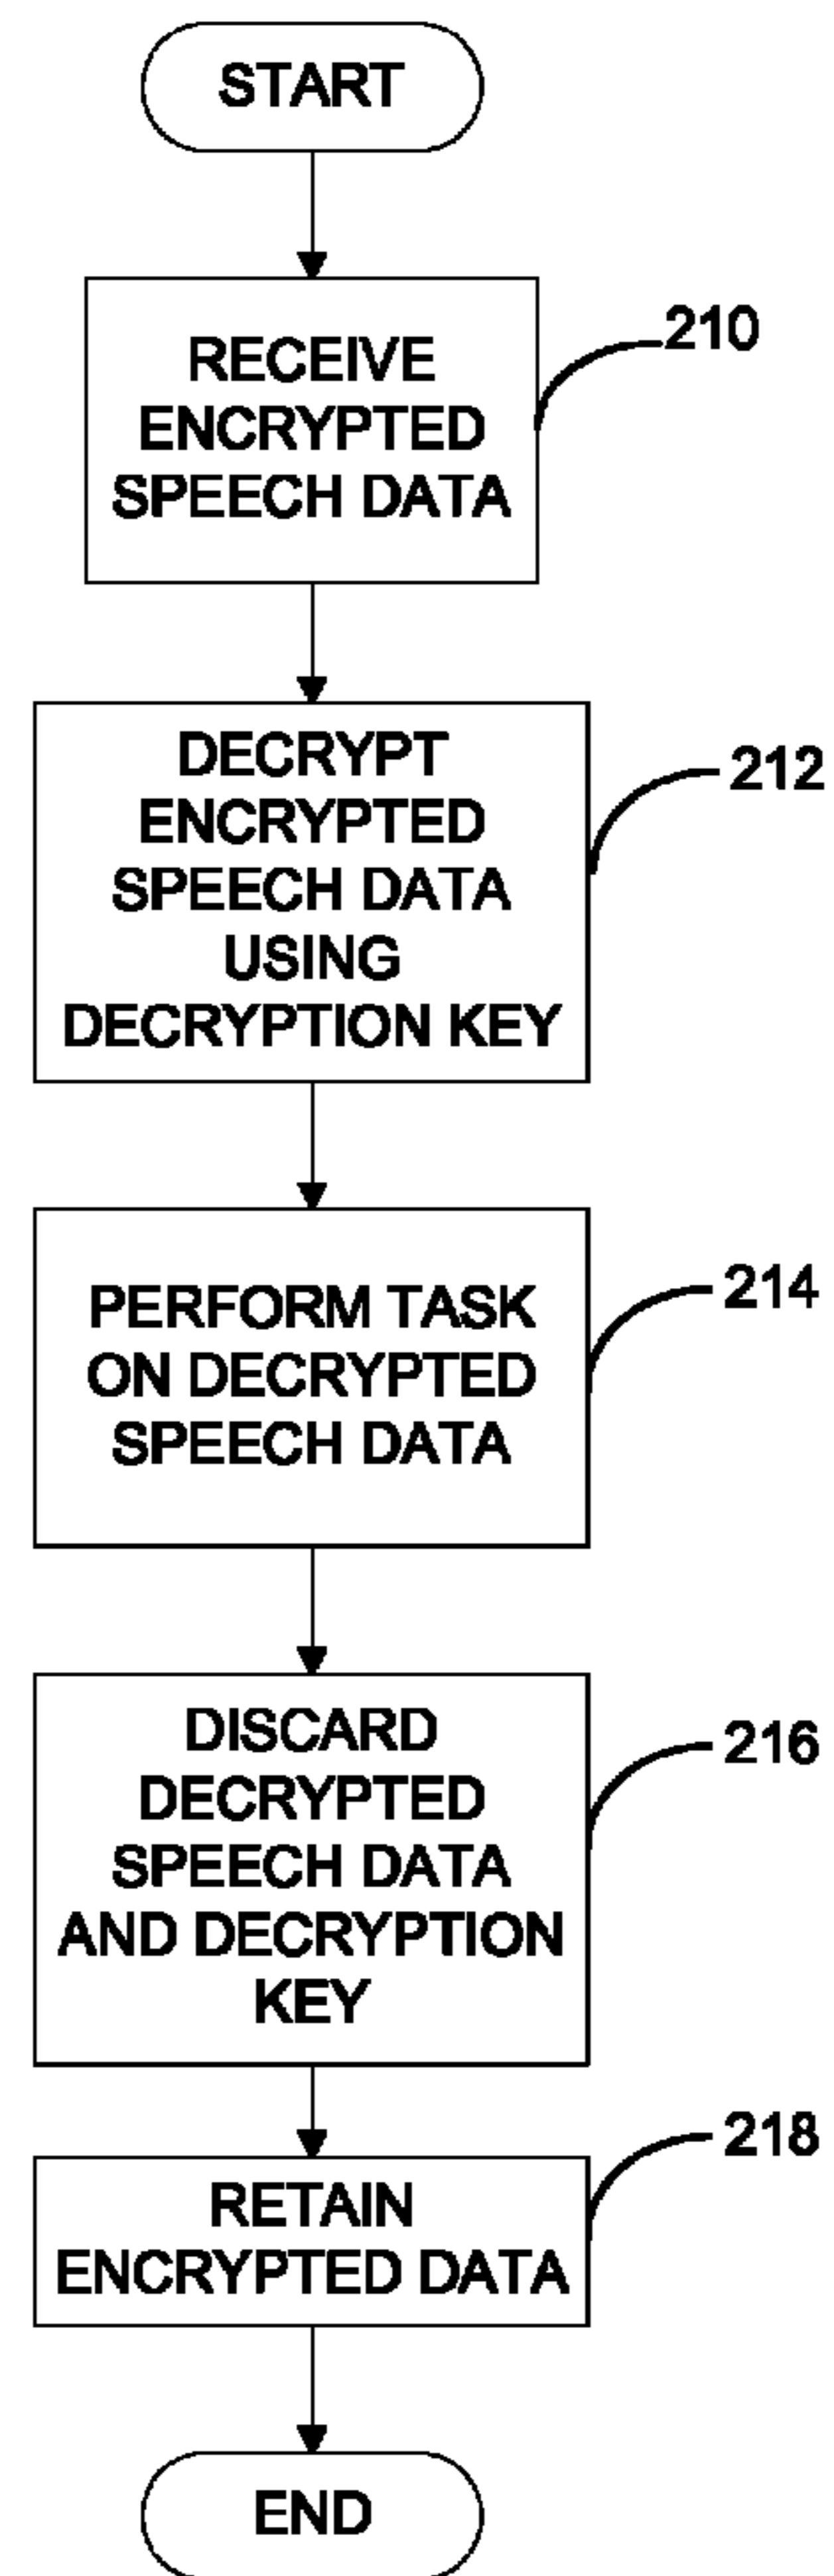 START
RECEIVE
ENCRYPTED
SPEECH DATA
210
DECRYPT
ENCRYPTED
SPEECH DATA
USING
DECRYPTION KEY
212
PERFORM TASK
ON DECRYPTED
SPEECH DATA
214
DISCARD
DECRYPTED
SPEECH DATA
AND DECRYPTION
KEY
216
RETAIN
ENCRYPTED DATA
218
END